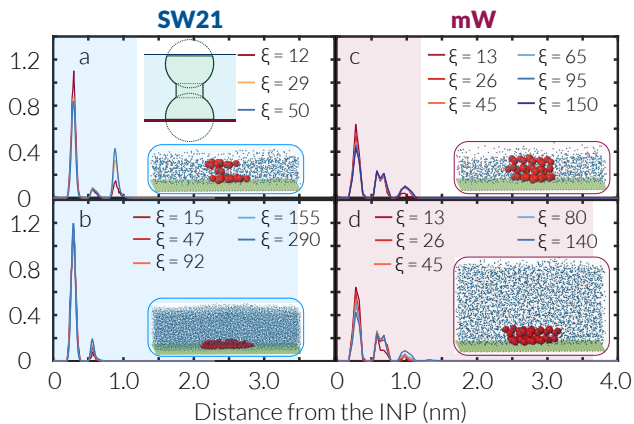 SW21
mW
1.2
0.8
0.4
0
a
ξ = 12
ξ = 29
ξ = 50
c
ξ = 13
ξ = 26
ξ = 45
ξ = 65
ξ = 95
ξ = 150
1.2
0.8
0.4
0
b
ξ = 15
ξ = 47
ξ = 92
ξ = 155
ξ = 290
d
ξ = 13
ξ = 26
ξ = 45
ξ = 80
ξ = 140
0
1.0
2.0
3.0
0
1.0
2.0
3.0
4.0
Distance from the INP (nm)